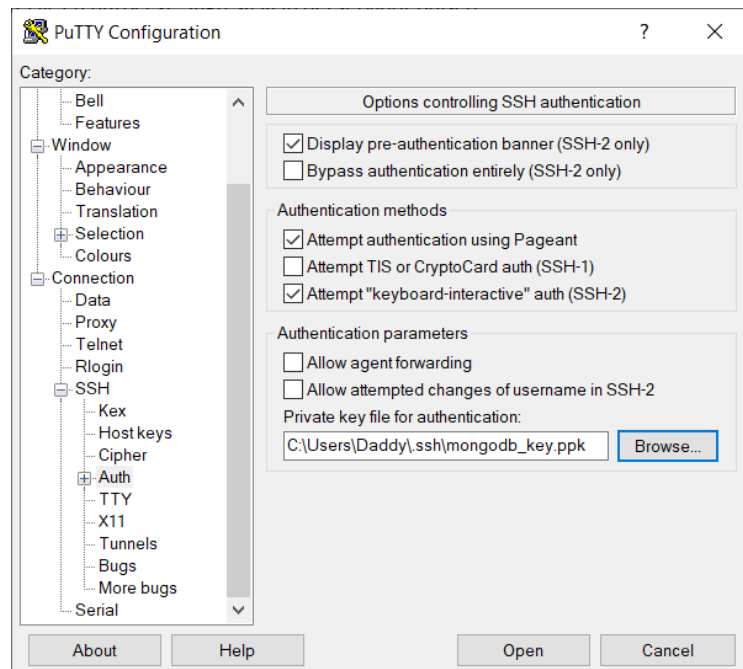 PuTTY Configuration
?
Category:
Bell
Features
Window
Appearance
Behaviour
Translation
Selection
Colours
Connection
Data
Proxy
Telnet
Rlogin
SSH
Kex
Host keys
Cipher
Auth
TTY
X11
Tunnels
Bugs
More bugs
Serial
Options controlling SSH authentication
Display pre-authentication banner (SSH-2 only)
Bypass authentication entirely (SSH-2 only)
Authentication methods
Attempt authentication using Pageant
Attempt TIS or CryptoCard auth (SSH-1)
Attempt "keyboard-interactive" auth (SSH-2)
Authentication parameters
Allow agent forwarding
Allow attempted changes of username in SSH-2
Private key file for authentication:
C:\Users\Daddy\.ssh\mongodb_key.ppk
Browse...
About
Help
Open
Cancel